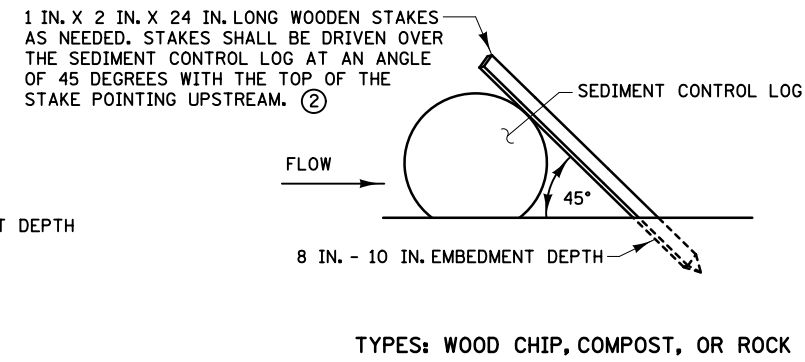 1 IN. X 2 IN. X 24 IN. LONG WOODEN STAKES
AS NEEDED. STAKES SHALL BE DRIVEN OVER
THE SEDIMENT CONTROL LOG AT AN ANGLE
OF 45 DEGREES WITH THE TOP OF THE
STAKE POINTING UPSTREAM. ②
SEDIMENT CONTROL LOG
FLOW
45°
T DEPTH
8 IN. - 10 IN. EMBEDMENT DEPTH
TYPES: WOOD CHIP, COMPOST, OR ROCK